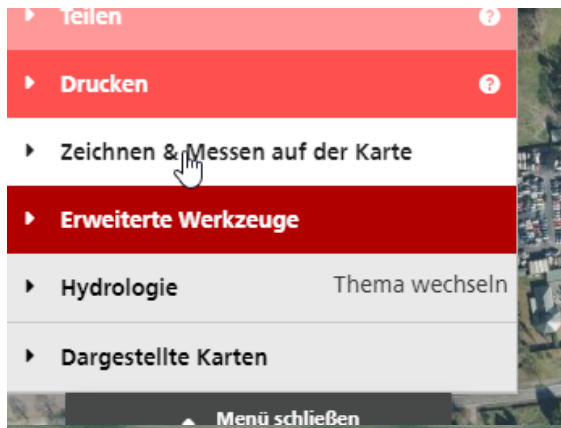 Teilen
Drucken
Zeichnen & Messen auf der Karte
Erweiterte Werkzeuge
Hydrologie Thema wechseln
Dargestellte Karten
Menü schließen